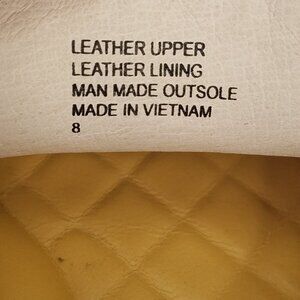 LEATHER UPPER
LEATHER LINING
MAN MADE OUTSOLE
MADE IN VIETNAM
8